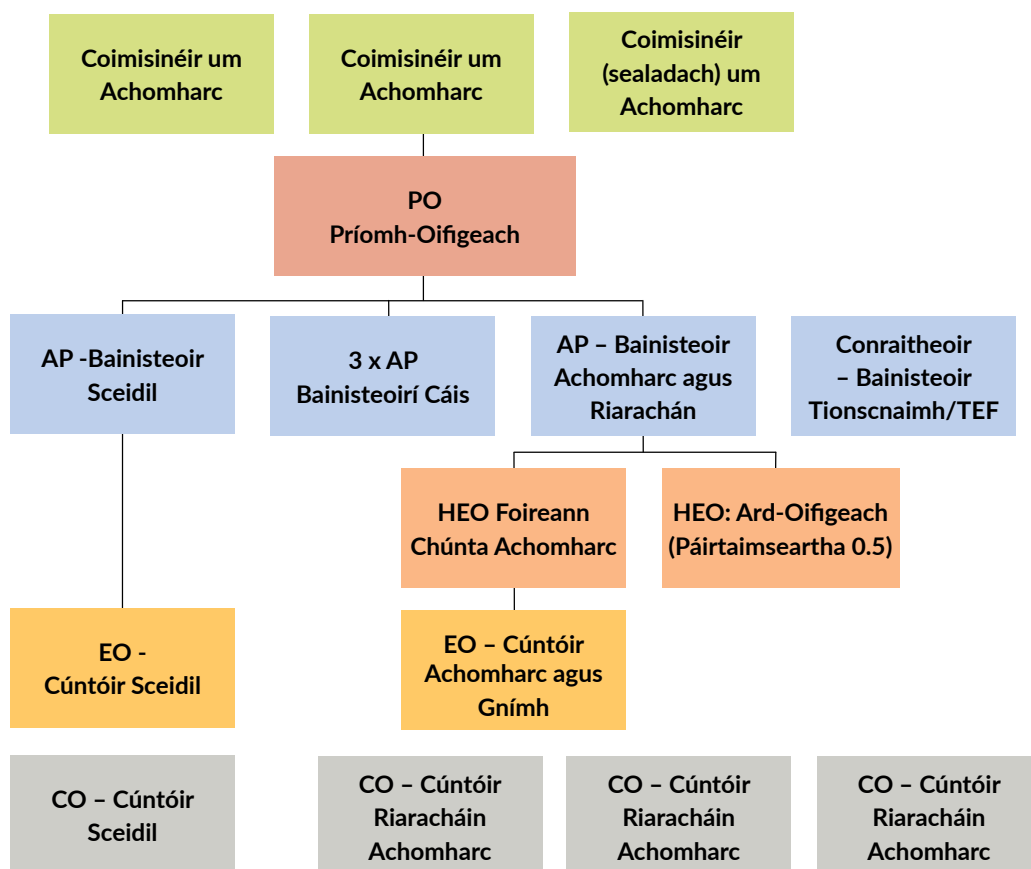 Coimisinéir um
Achomharc
Coimisinéir um
Achomharc
Coimisinéir
(sealadach) um
Achomharc
PO
Príomh-Oifigeach
AP -Bainisteoir
Sceidil
3 x AP
Bainisteoirí Cáis
AP – Bainisteoir
Achomharc agus
Riarachán
Conraitheoir
– Bainisteoir
Tionscnaimh/TEF
HEO Foireann
Chúnta Achomharc
HEO: Ard-Oifigeach
(Páirtaimseartha 0.5)
EO -
Cúntóir Sceidil
EO – Cúntóir
Achomharc agus
Gnímh
CO – Cúntóir
Sceidil
CO – Cúntóir
Riaracháin
Achomharc
CO – Cúntóir
Riaracháin
Achomharc
CO – Cúntóir
Riaracháin
Achomharc